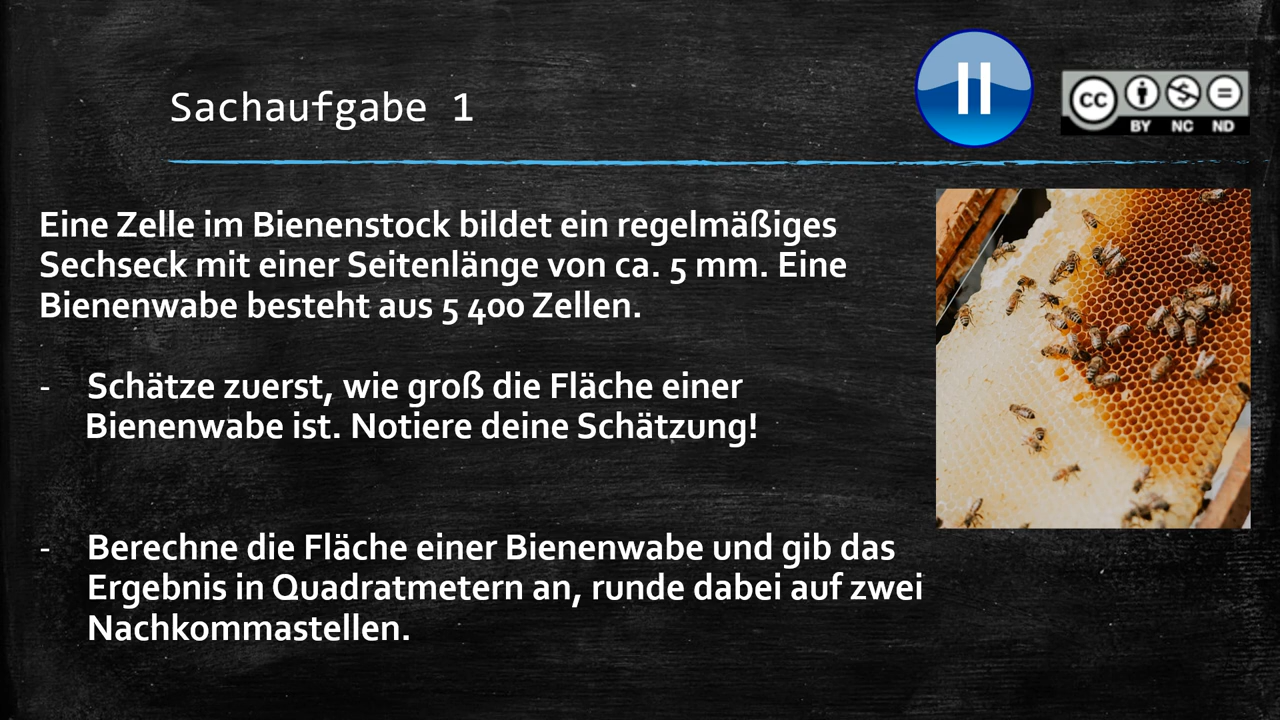 Sachaufgabe 1
CC BY NC ND
Eine Zelle im Bienenstock bildet ein regelmäßiges
Sechseck mit einer Seitenlänge von ca. 5 mm. Eine
Bienenwabe besteht aus 5 400 Zellen.
- Schätze zuerst, wie groß die Fläche einer
Bienenwabe ist. Notiere deine Schätzung!
- Berechne die Fläche einer Bienenwabe und gib das
Ergebnis in Quadratmetern an, runde dabei auf zwei
Nachkommastellen.